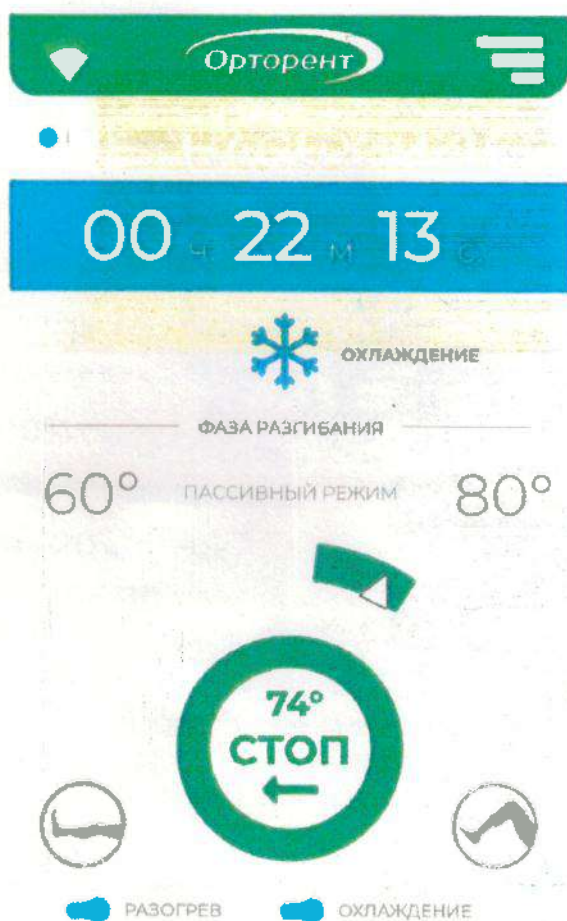 Орторент
00 ч 22 м 13 с
ОХЛАЖДЕНИЕ
ФАЗА РАЗГИБАНИЯ
60° ПАССИВНЫЙ РЕЖИМ 80°
74°
СТОП
РАЗОГРЕВ ОХЛАЖДЕНИЕ